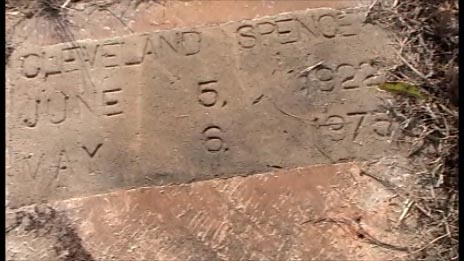 CLEVELAND SPENCE
JUNE 5, 1922
MAY 6. 1975